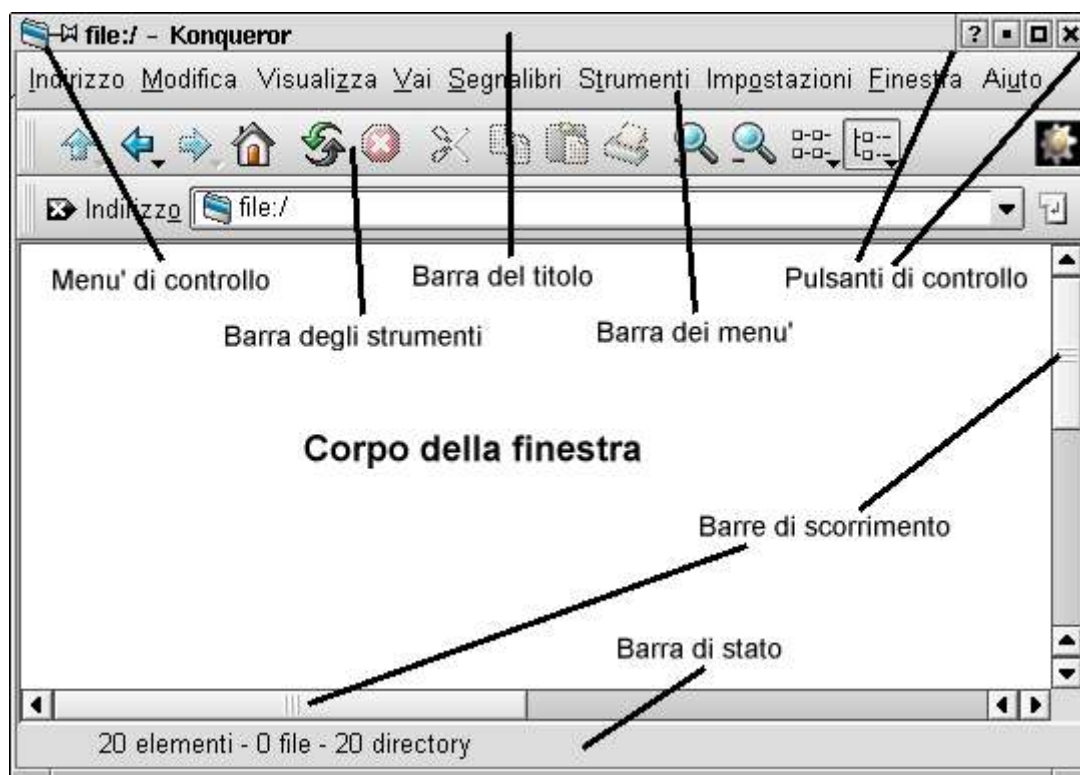 file:/ - Konqueror
Indirizzo Modifica Visualizza Vai Segnalibri Strumenti Impostazioni Finestra Aiuto
Indirizzo file:/
Menu' di controllo
Barra del titolo
Pulsanti di controllo
Barra degli strumenti
Barra dei menu'
Corpo della finestra
Barre di scorrimento
Barra di stato
20 elementi - 0 file - 20 directory